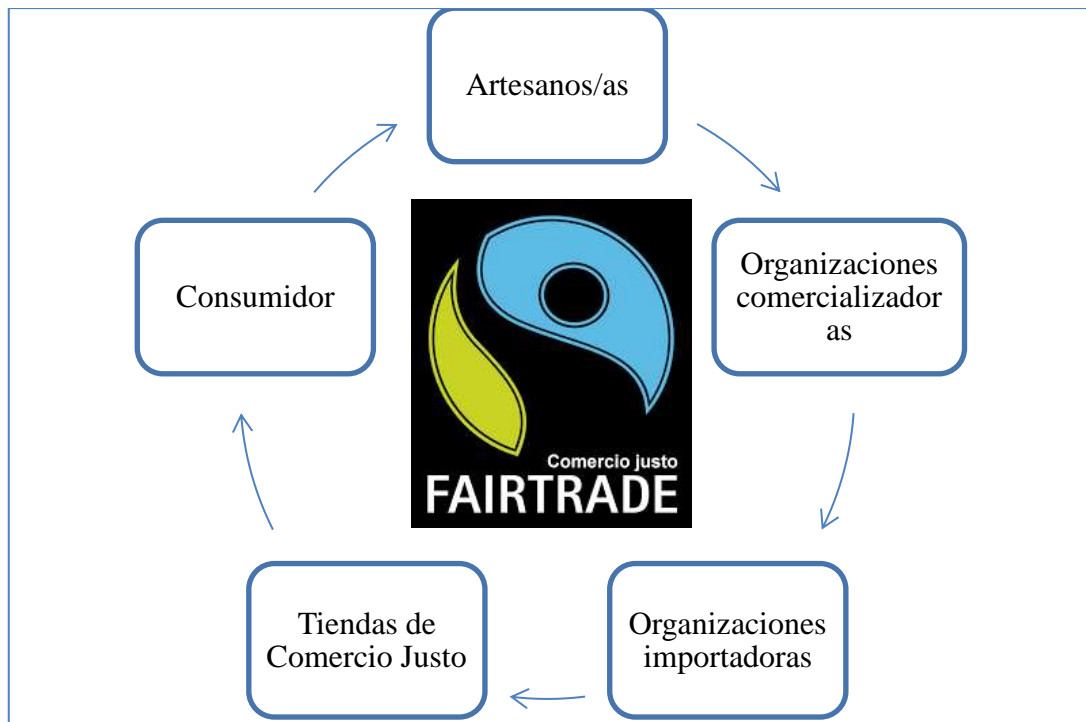 Artesanos/as
Organizaciones
comercializador
as
Organizaciones
importadoras
Tiendas de
Comercio Justo
Consumidor
Comercio justo
FAIRTRADE